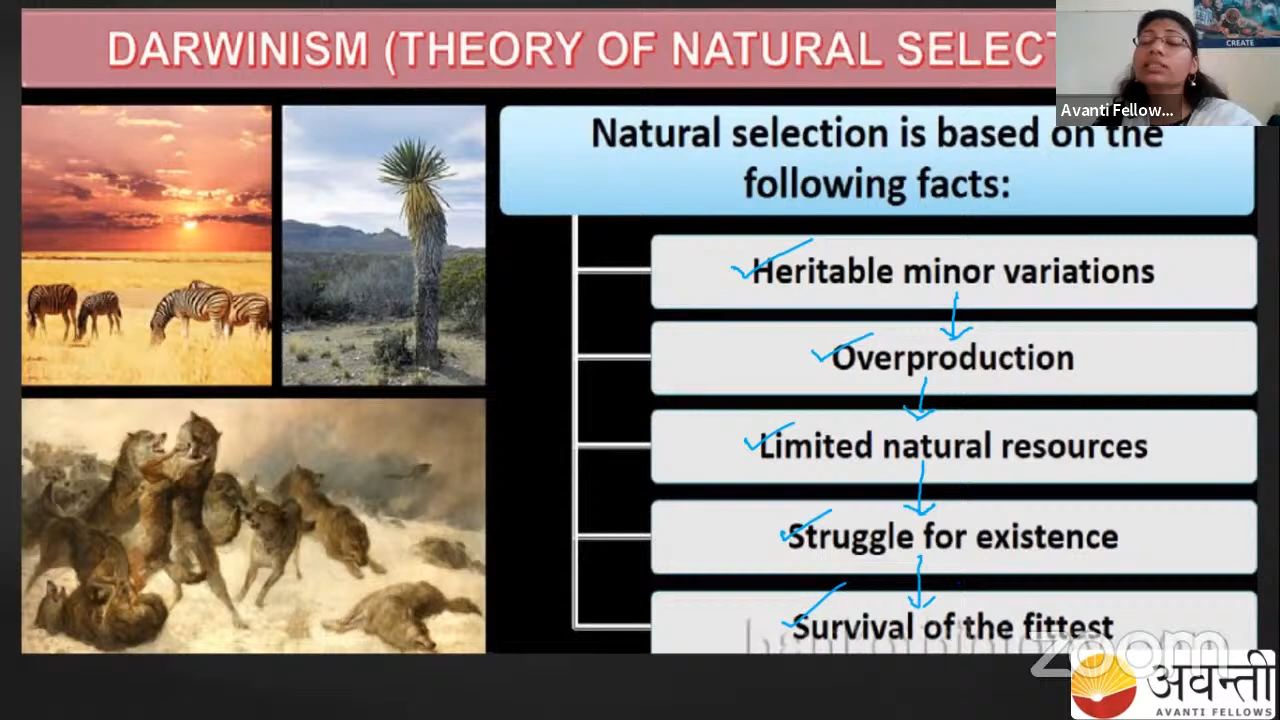 DARWINISM (THEORY OF NATURAL SELECT
CREATE
Avanti Fellow...
Natural selection is based on the
following facts:
Heritable minor variations
Overproduction
Limited natural resources
Struggle for existence
Survival of the fittest
zoom
अवन्ती
AVANTI FELLOWS